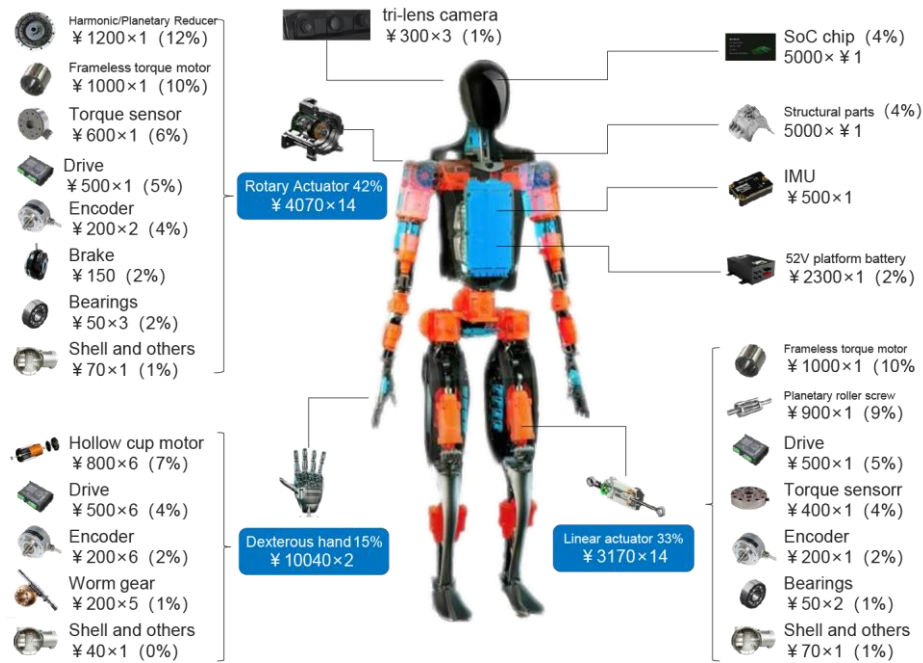 Harmonic/Planetary Reducer
¥1200×1 (12%)
Frameless torque motor
¥1000×1 (10%)
Torque sensor
¥600×1 (6%)
Drive
¥500×1 (5%)
Encoder
¥200×2 (4%)
Brake
¥150 (2%)
Bearings
¥50×3 (2%)
Shell and others
¥70×1 (1%)
Rotary Actuator 42%
¥4070×14
tri-lens camera
¥300×3 (1%)
SoC chip (4%)
5000×¥1
Structural parts (4%)
5000×¥1
IMU
¥500×1
52V platform battery
¥2300×1 (2%)
Hollow cup motor
¥800×6 (7%)
Drive
¥500×6 (4%)
Encoder
¥200×6 (2%)
Worm gear
¥200×5 (1%)
Shell and others
¥40×1 (0%)
Dexterous hand 15%
¥10040×2
Linear actuator 33%
¥3170×14
Frameless torque motor
¥1000×1 (10%
Planetary roller screw
¥900×1 (9%)
Drive
¥500×1 (5%)
Torque sensorr
¥400×1 (4%)
Encoder
¥200×1 (2%)
Bearings
¥50×2 (1%)
Shell and others
¥70×1 (1%)